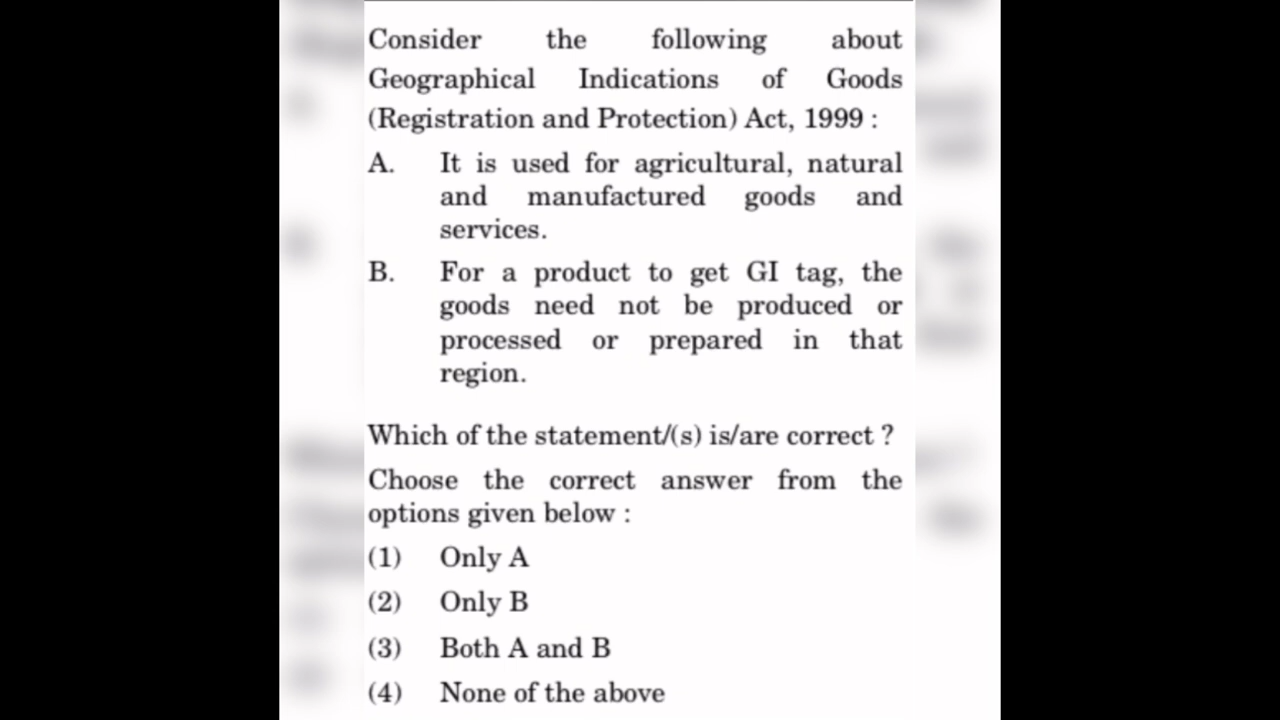 Consider the following about
Geographical Indications of Goods
(Registration and Protection) Act, 1999 :
A. It is used for agricultural, natural
and manufactured goods and
services.
B. For a product to get GI tag, the
goods need not be produced or
processed or prepared in that
region.
Which of the statement/(s) is/are correct ?
Choose the correct answer from the
options given below :
(1) Only A
(2) Only B
(3) Both A and B
(4) None of the above